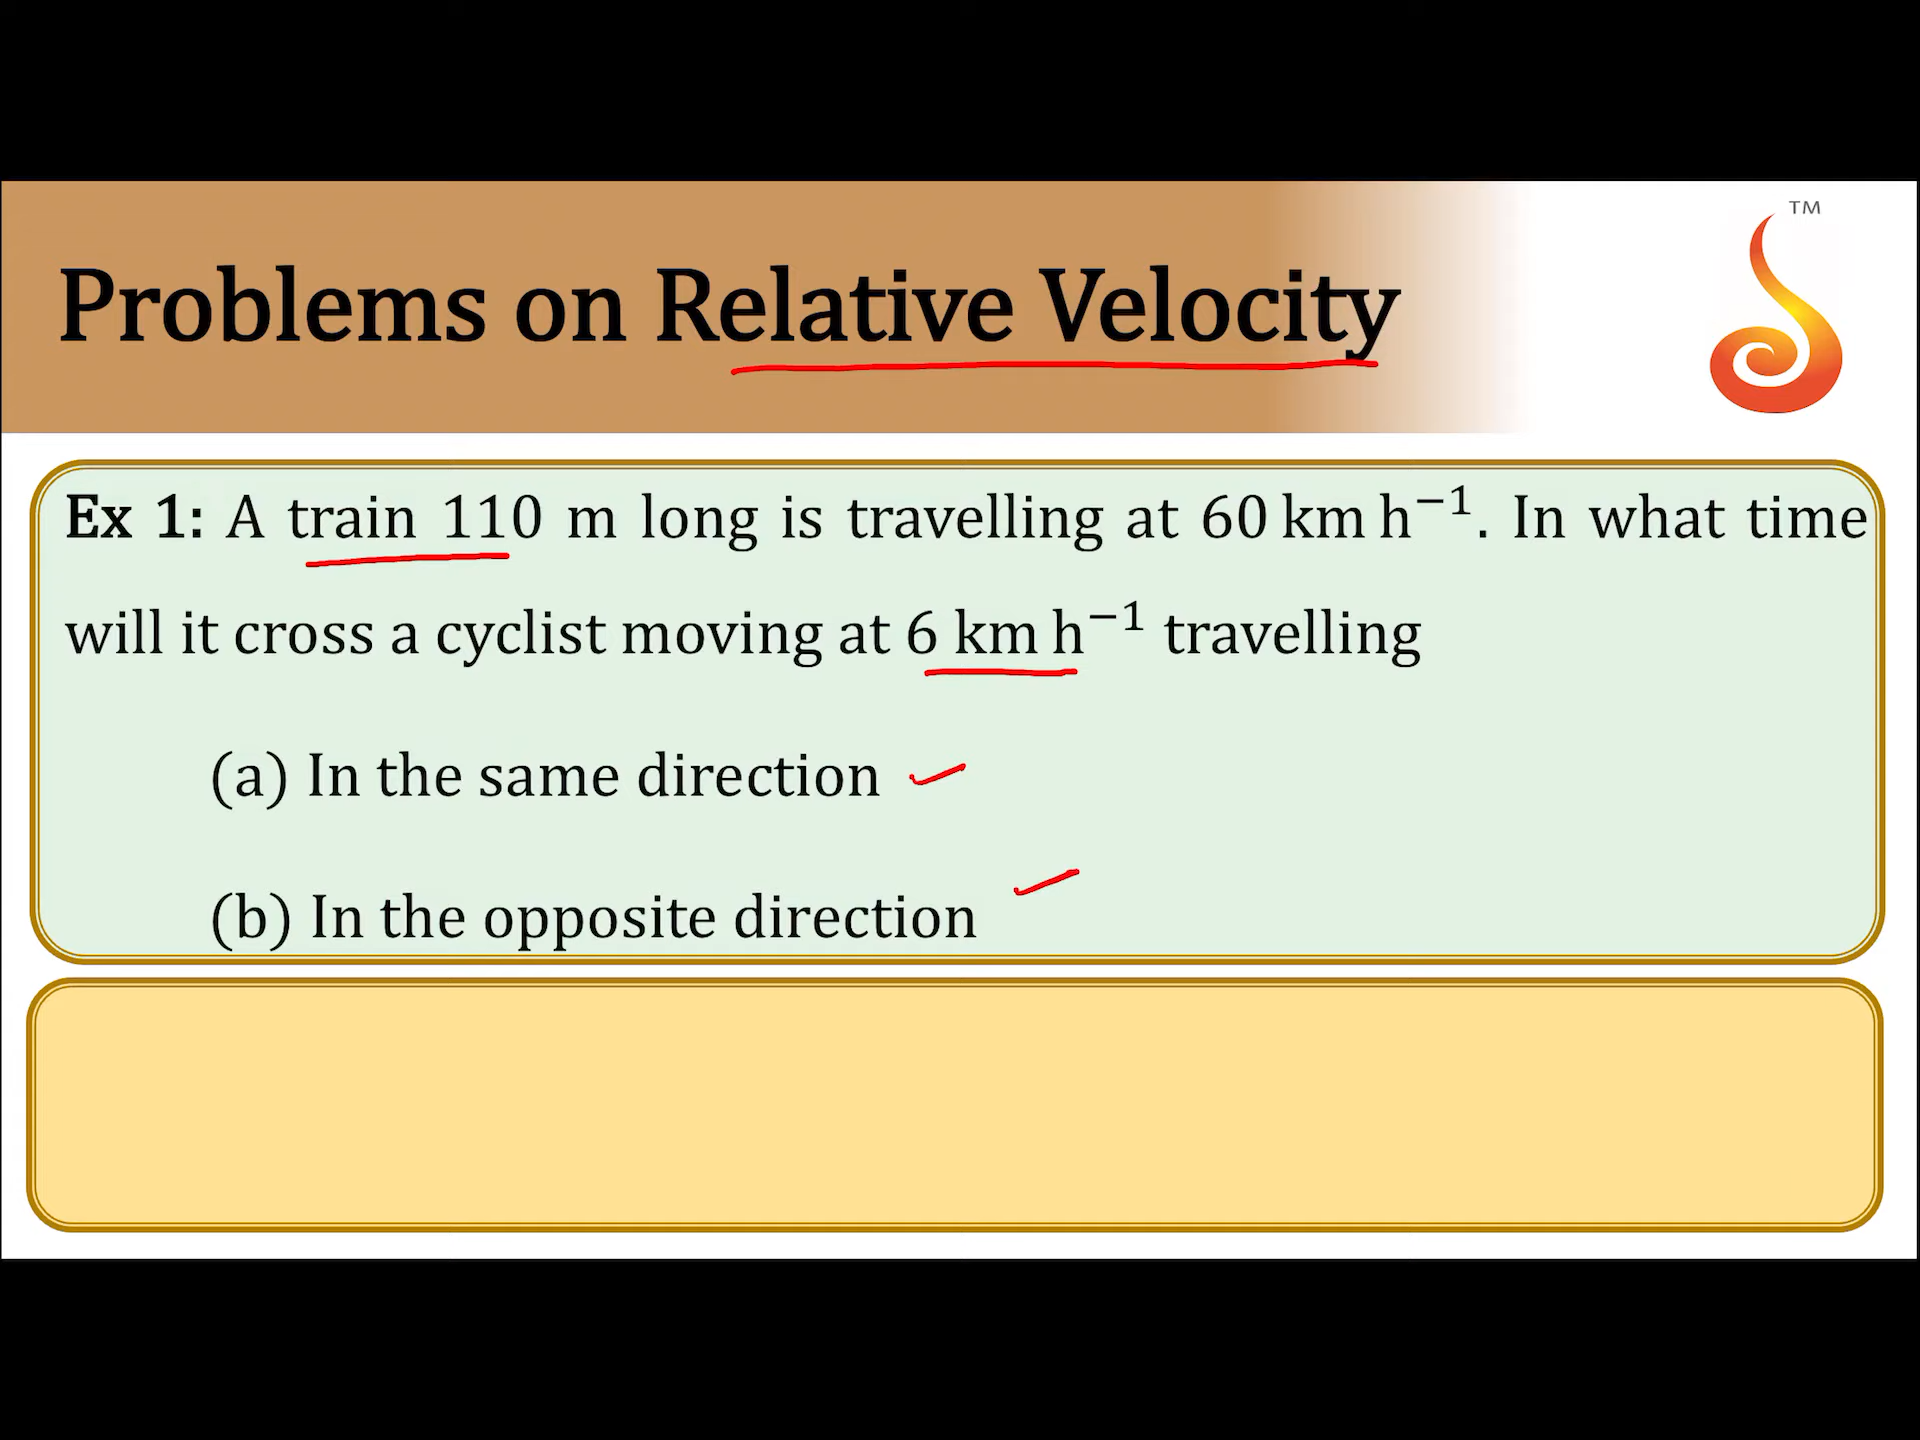 Problems on Relative Velocity
TM
Ex 1: A train 110 m long is travelling at 60 km h⁻¹. In what time
will it cross a cyclist moving at 6 km h⁻¹ travelling
(a) In the same direction
(b) In the opposite direction